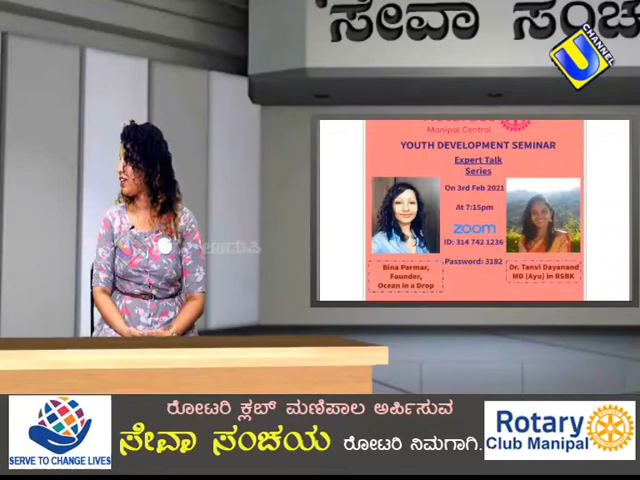 ಸೇವಾ ಸಂಚ
CHANNEL
U
Manipal Central
YOUTH DEVELOPMENT SEMINAR
Expert Talk
Series
On 3rd Feb 2021
At 7:15pm
zoom
ID: 314 742 1236
Password: 3182
Bina Parmar,
Founder,
Ocean in a Drop
Dr. Tanvi Dayanand
MD (Ayu) in RSBK
ರೋಟರಿ ಕ್ಲಬ್ ಮಣಿಪಾಲ ಅರ್ಪಿಸುವ
ಸೇವಾ ಸಂಚಯ ರೋಟರಿ ನಿಮಗಾಗಿ.
SERVE TO CHANGE LIVES
Rotary
Club Manipal